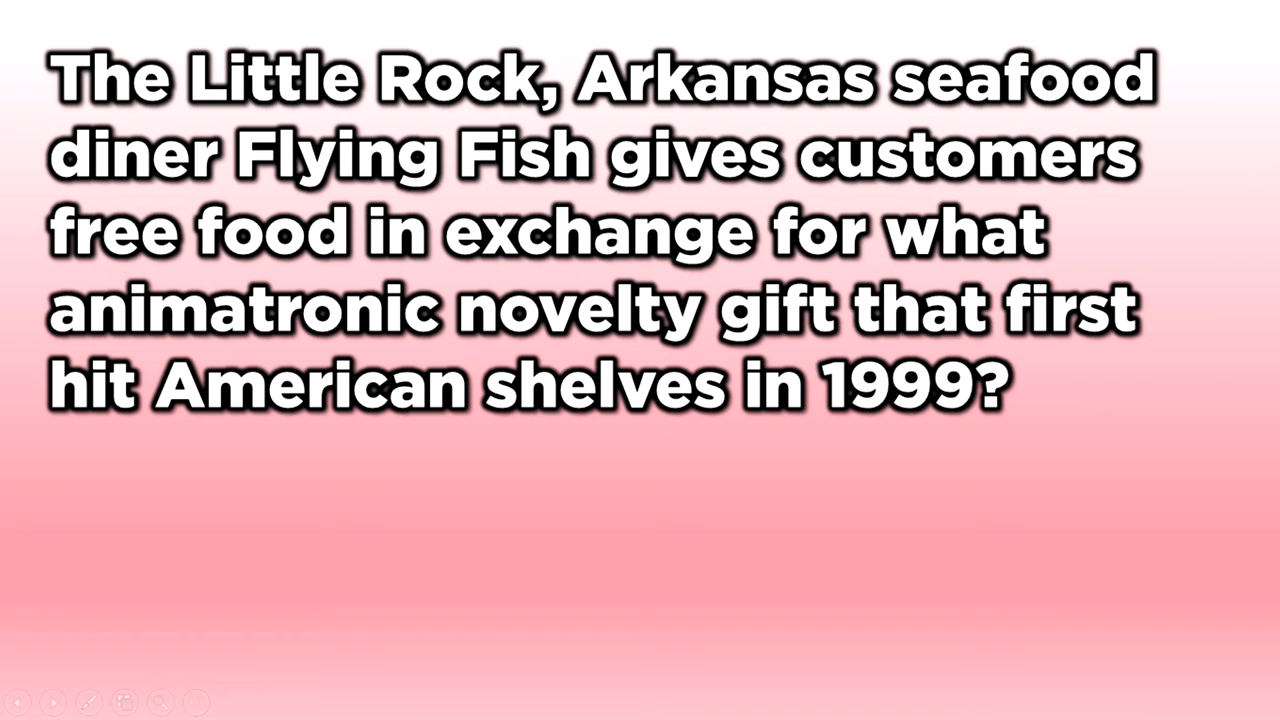 The Little Rock, Arkansas seafood
diner Flying Fish gives customers
free food in exchange for what
animatronic novelty gift that first
hit American shelves in 1999?